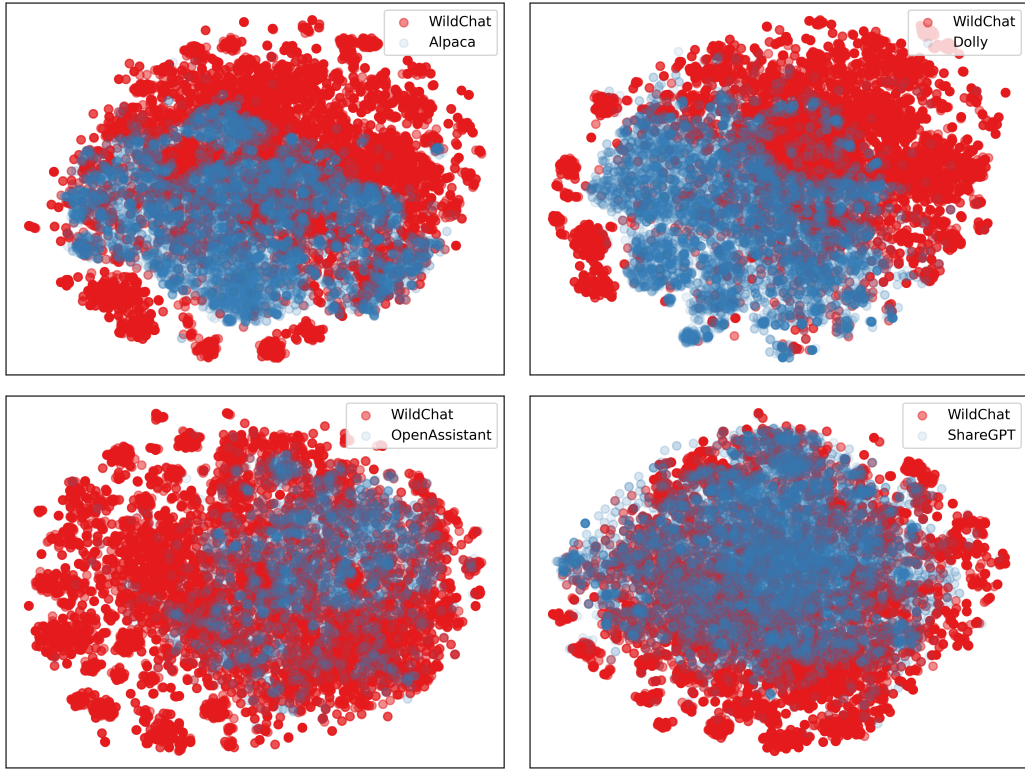 WildChat
Alpaca
WildChat
Dolly
WildChat
OpenAssistant
WildChat
ShareGPT